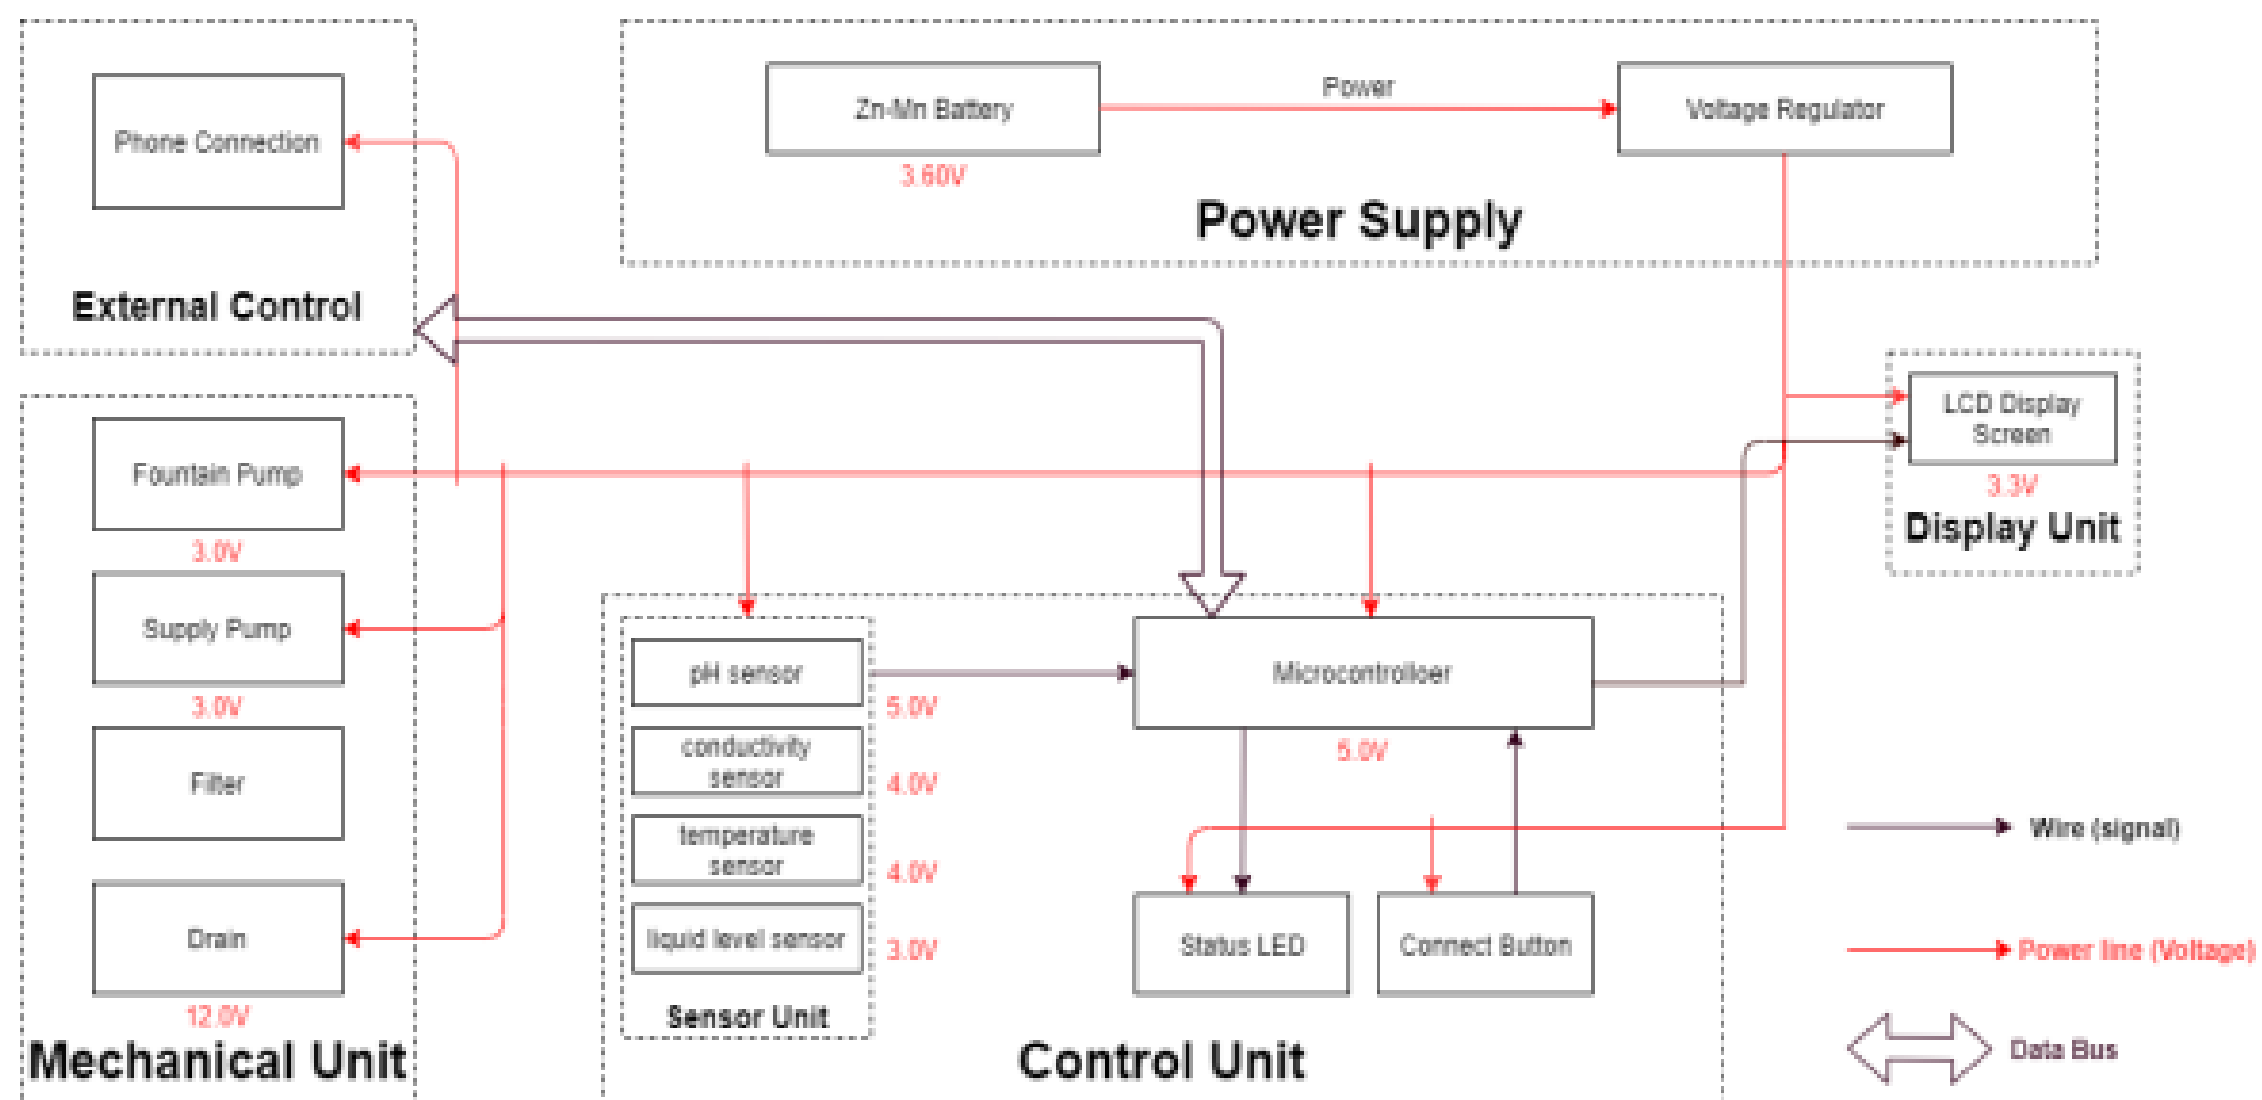 Phone Connection
External Control
Zn-Mn Battery
3.60V
Power
Voltage Regulator
Power Supply
Fountain Pump
3.0V
Supply Pump
3.0V
Filter
Drain
12.0V
Mechanical Unit
LCD Display
Screen
3.3V
Display Unit
pH sensor
5.0V
conductivity
sensor
4.0V
temperature
sensor
4.0V
liquid level sensor
3.0V
Sensor Unit
Microcontrolloer
5.0V
Status LED
Connect Button
Control Unit
Wire (signal)
Power line (Voltage)
Data Bus